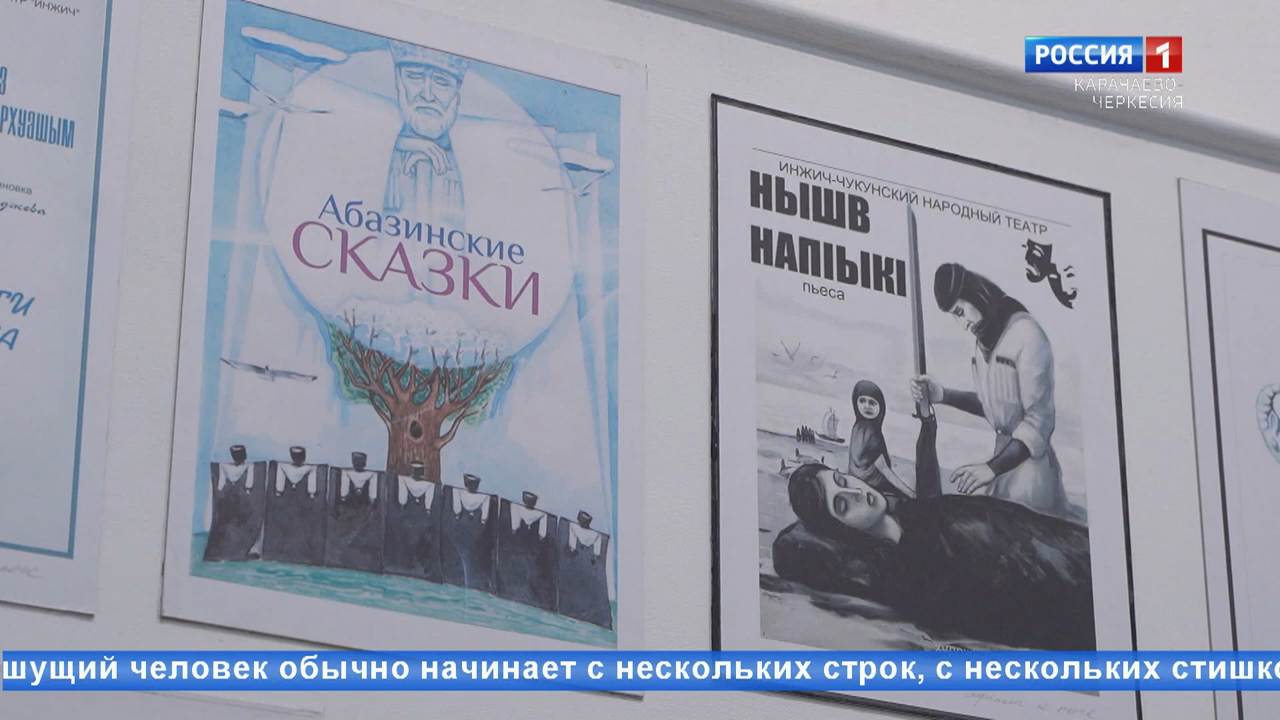 "ИНЖИЧ"
РХУАШЫМ
РОССИЯ 1
КАРАЧАЕВО-
ЧЕРКЕСИЯ
Абазинские
СКАЗКИ
ИНЖИЧ-ЧУКУНСКИЙ НАРОДНЫЙ ТЕАТР
НЫШВ
НАПIЫКI
пьеса
шущий человек обычно начинает с нескольких строк, с нескольких стишко